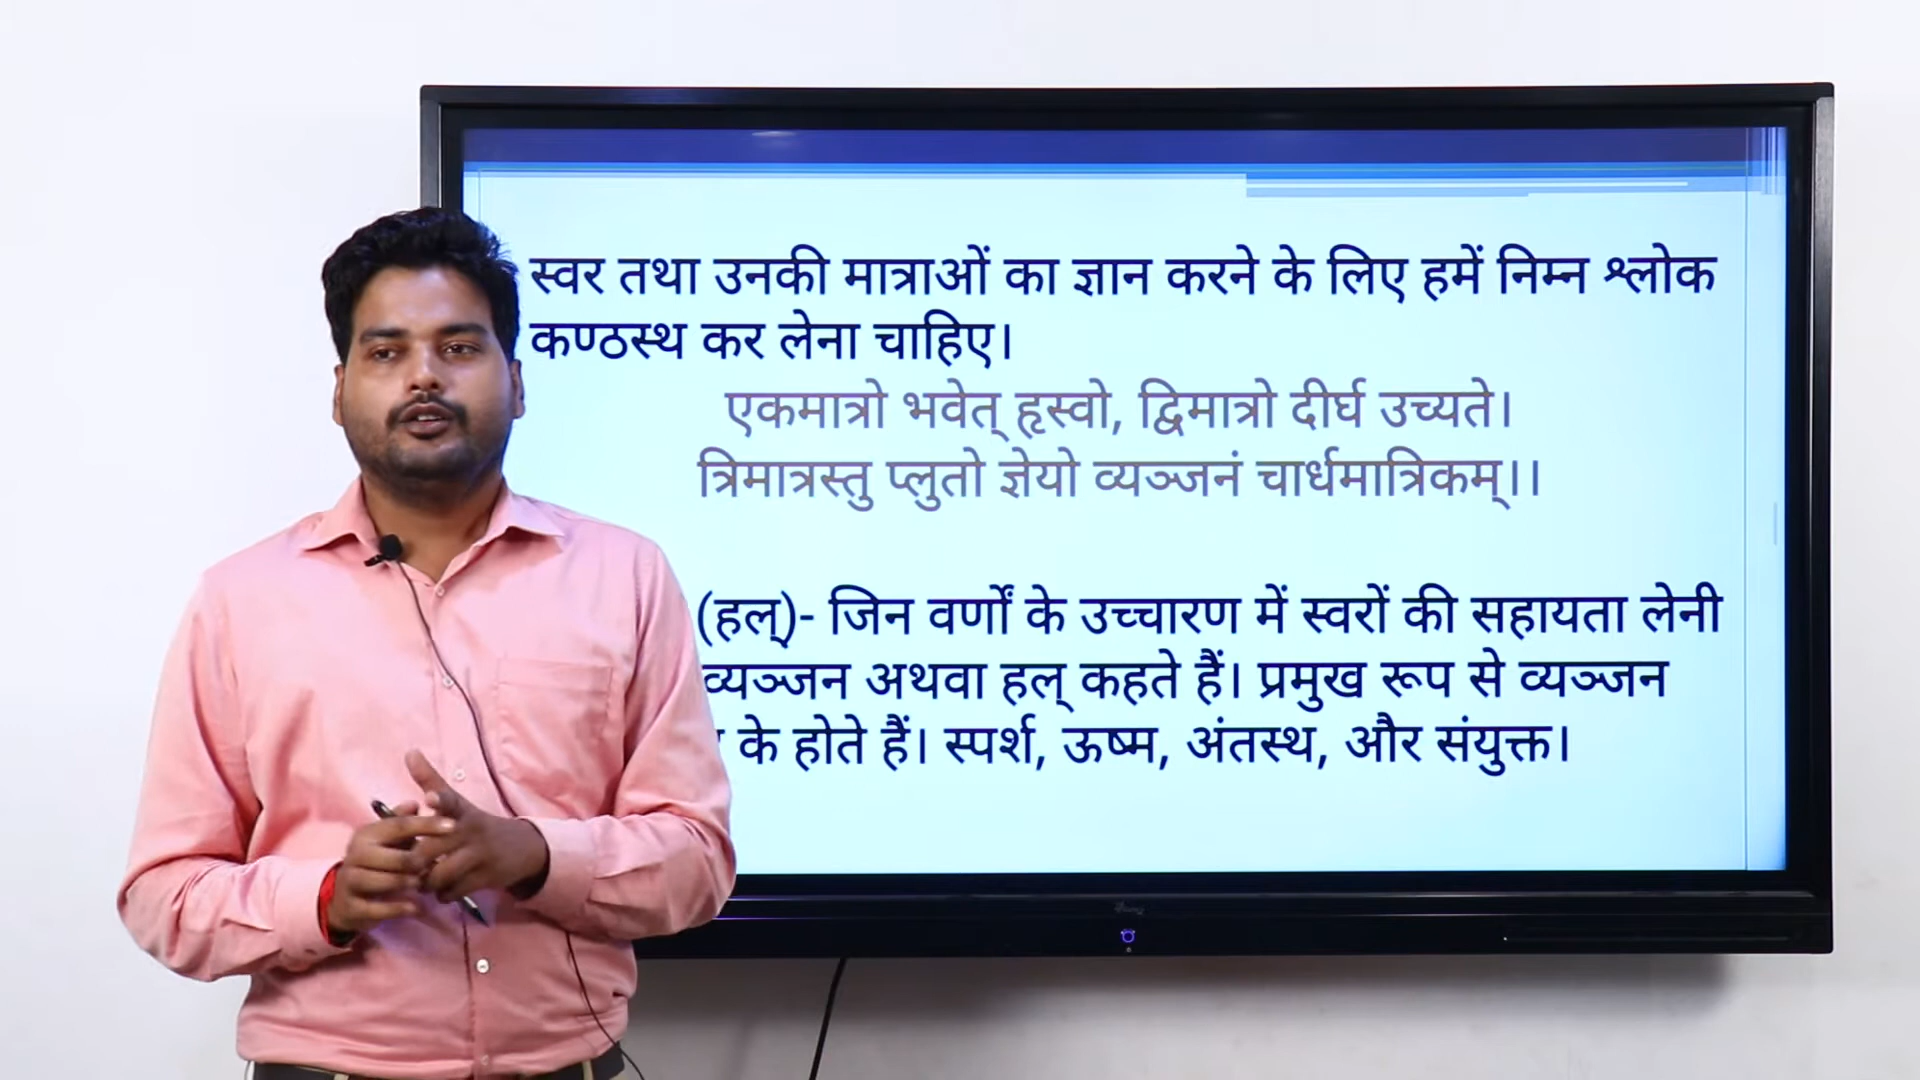 स्वर तथा उनकी मात्राओं का ज्ञान करने के लिए हमें निम्न श्लोक
कण्ठस्थ कर लेना चाहिए।
एकमात्रो भवेत् हृस्वो, द्विमात्रो दीर्घ उच्यते।
त्रिमात्रस्तु प्लुतो ज्ञेयो व्यञ्जनं चार्धमात्रिकम्।।
(हल्)- जिन वर्णों के उच्चारण में स्वरों की सहायता लेनी
व्यञ्जन अथवा हल् कहते हैं। प्रमुख रूप से व्यञ्जन
के होते हैं। स्पर्श, ऊष्म, अंतस्थ, और संयुक्त।